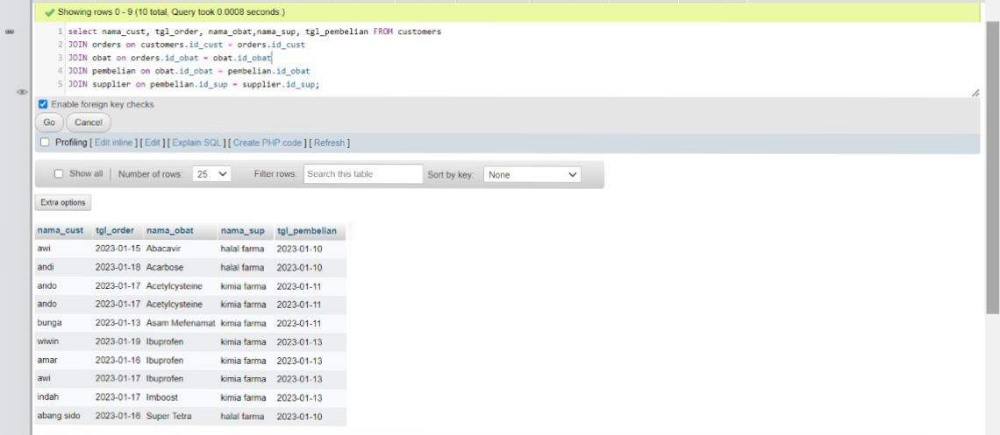 Showing rows 0 - 9 (10 total, Query took 0.0008 seconds.)
1 select nama_cust, tgl_order, nama_obat,nama_sup, tgl_pembelian FROM customers
2 JOIN orders on customers.id_cust = orders.id_cust
3 JOIN obat on orders.id_obat = obat.id_obat
4 JOIN pembelian on obat.id_obat = pembelian.id_obat
5 JOIN supplier on pembelian.id_sup = supplier.id_sup;
Enable foreign key checks
Go Cancel
Profiling [ Edit inline ] [ Edit ] [ Explain SQL ] [ Create PHP code ] [ Refresh ]
Show all Number of rows: 25 Filter rows: Search this table Sort by key: None
Extra options
nama_cust tgl_order nama_obat nama_sup tgl_pembelian
awi 2023-01-15 Abacavir halal farma 2023-01-10
andi 2023-01-18 Acarbose halal farma 2023-01-10
ando 2023-01-17 Acetylcysteine kimia farma 2023-01-11
ando 2023-01-17 Acetylcysteine kimia farma 2023-01-11
bunga 2023-01-13 Asam Mefenamat kimia farma 2023-01-11
wiwin 2023-01-19 Ibuprofen kimia farma 2023-01-13
amar 2023-01-16 Ibuprofen kimia farma 2023-01-13
awi 2023-01-17 Ibuprofen kimia farma 2023-01-13
indah 2023-01-17 Imboost kimia farma 2023-01-13
abang sido 2023-01-16 Super Tetra halal farma 2023-01-10